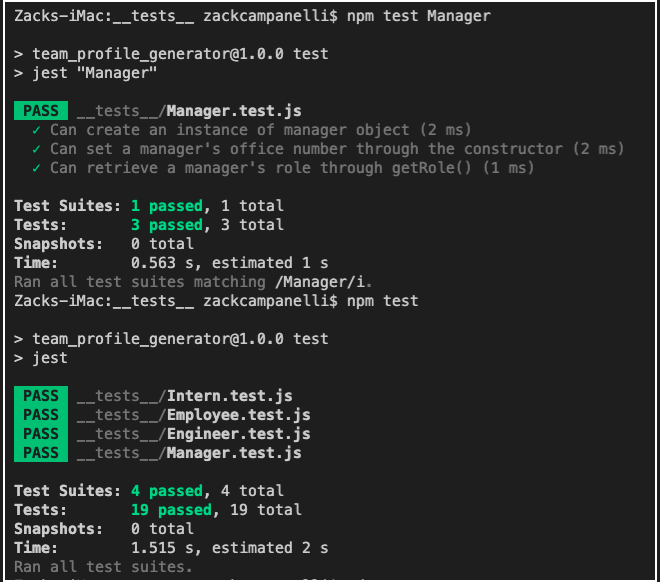 Zacks-iMac:__tests__ zackcampanelli$ npm test Manager
> team_profile_generator@1.0.0 test
> jest "Manager"
PASS __tests__/Manager.test.js
✓ Can create an instance of manager object (2 ms)
✓ Can set a manager's office number through the constructor (2 ms)
✓ Can retrieve a manager's role through getRole() (1 ms)
Test Suites: 1 passed, 1 total
Tests: 3 passed, 3 total
Snapshots: 0 total
Time: 0.563 s, estimated 1 s
Ran all test suites matching /Manager/i.
Zacks-iMac:__tests__ zackcampanelli$ npm test
> team_profile_generator@1.0.0 test
> jest
PASS __tests__/Intern.test.js
PASS __tests__/Employee.test.js
PASS __tests__/Engineer.test.js
PASS __tests__/Manager.test.js
Test Suites: 4 passed, 4 total
Tests: 19 passed, 19 total
Snapshots: 0 total
Time: 1.515 s, estimated 2 s
Ran all test suites.